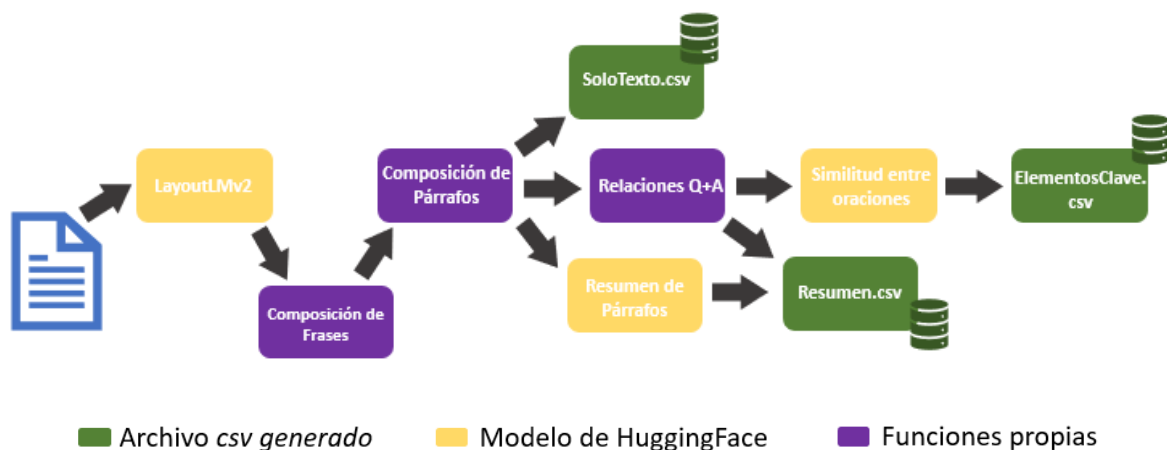 SoloTexto.csv
LayoutLMv2
Composición de
Párrafos
Relaciones Q+A
Similitud entre
oraciones
ElementosClave.
csv
Composición de
Frases
Resumen de
Párrafos
Resumen.csv
Archivo csv generado
Modelo de HuggingFace
Funciones propias